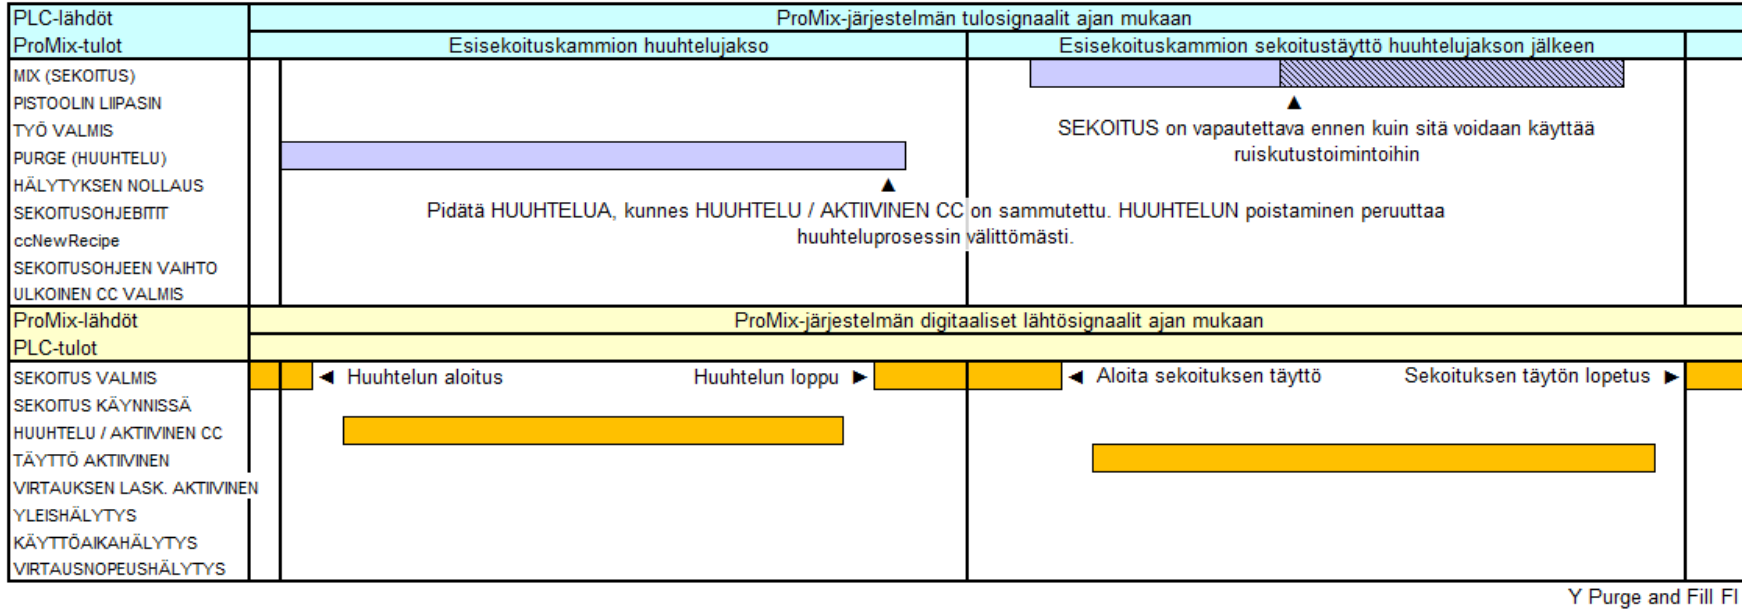 PLC-lähdöt
ProMix-järjestelmän tulosignaalit ajan mukaan
ProMix-tulot
Esisekoituskammion huuhtelujakso
Esisekoituskammion sekoitustäyttö huuhtelujakson jälkeen
MIX (SEKOITUS)
PISTOOLIN LIIPASIN
TYÖ VALMIS
SEKOITUS on vapautettava ennen kuin sitä voidaan käyttää
ruiskutustoimintoihin
PURGE (HUUHTELU)
HÄLYTYKSEN NOLLAUS
SEKOITUSOHJEBITIT
Pidätä HUUHTELUA, kunnes HUUHTELU / AKTIIVINEN CC on sammutettu. HUUHTELUN poistaminen peruuttaa
huuhteluprosessin välittömästi.
ccNewRecipe
SEKOITUSOHJEEN VAIHTO
ULKOINEN CC VALMIS
ProMix-lähdöt
ProMix-järjestelmän digitaaliset lähtösignaalit ajan mukaan
PLC-tulot
SEKOITUS VALMIS
◄ Huuhtelun aloitus
Huuhtelun loppu ►
◄ Aloita sekoituksen täyttö
Sekoituksen täytön lopetus ►
SEKOITUS KÄYNNISSÄ
HUUHTELU / AKTIIVINEN CC
TÄYTTÖ AKTIIVINEN
VIRTAUKSEN LASK. AKTIIVINEN
YLEISHÄLYTYS
KÄYTTÖAIKAHÄLYTYS
VIRTAUSNOPEUSHÄLYTYS
Y Purge and Fill FI